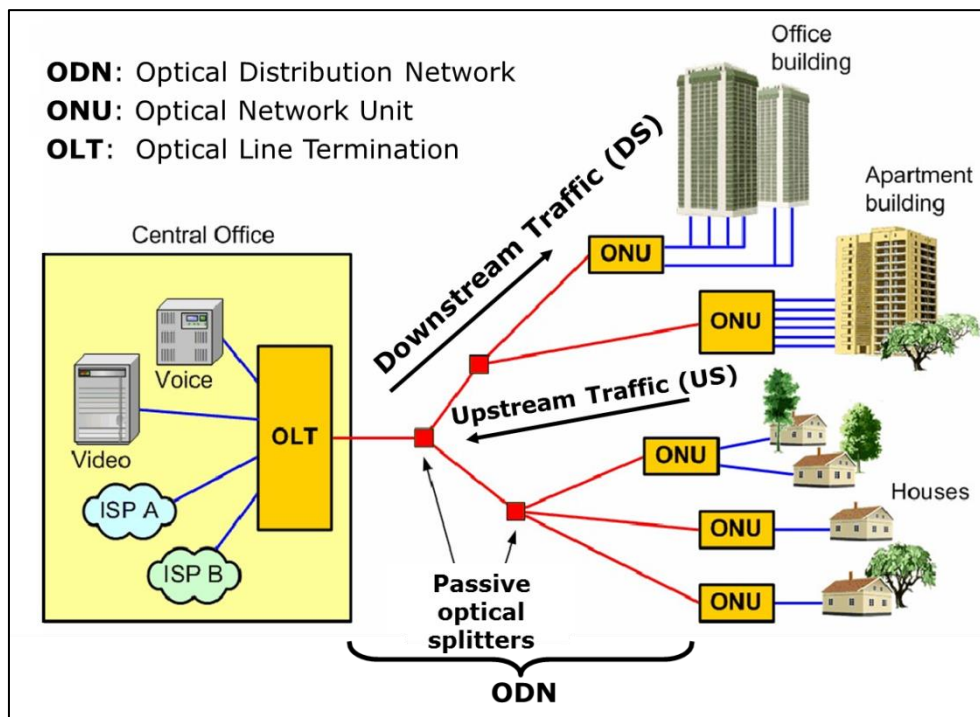 ODN: Optical Distribution Network
ONU: Optical Network Unit
OLT: Optical Line Termination
Office
building
Downstream Traffic (DS)
Apartment
building
Central Office
ONU
Voice
ONU
Upstream Traffic (US)
OLT
Video
ONU
Houses
ISP A
ONU
ISP B
Passive
optical
splitters
ONU
ODN